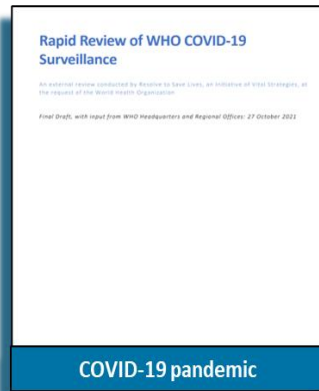 Rapid Review of WHO COVID-19
Surveillance
An external review conducted by Resolve to Save Lives, an Initiative of Vital Strategies, at
the request of the World Health Organisation
Final Draft, with input from WHO Headquarters and Regional Offices: 27 October 2021
COVID-19 pandemic